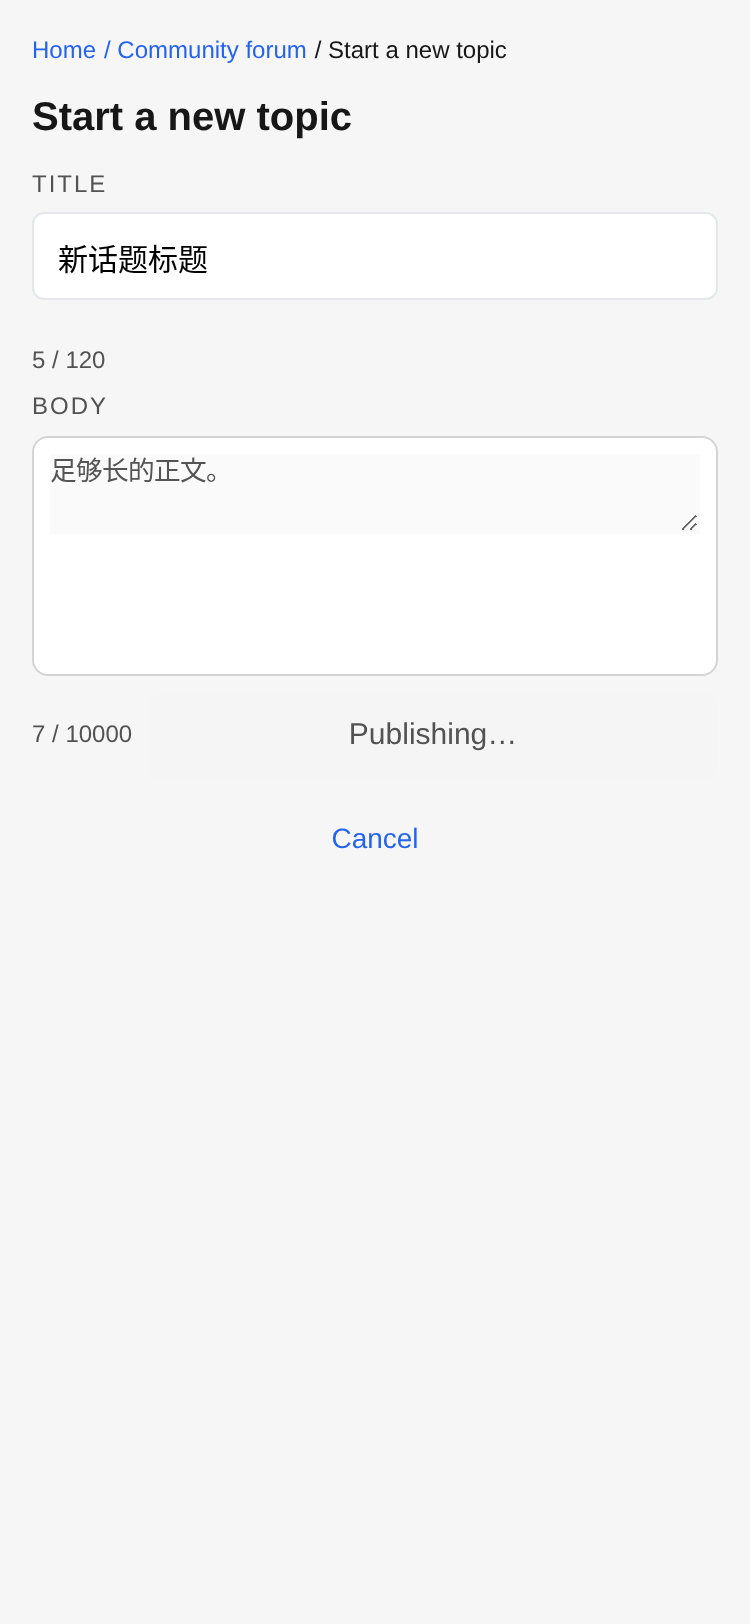 Home / Community forum / Start a new topic
Start a new topic
TITLE
新话题标题
5 / 120
BODY
足够长的正文。
7 / 10000
Publishing…
Cancel